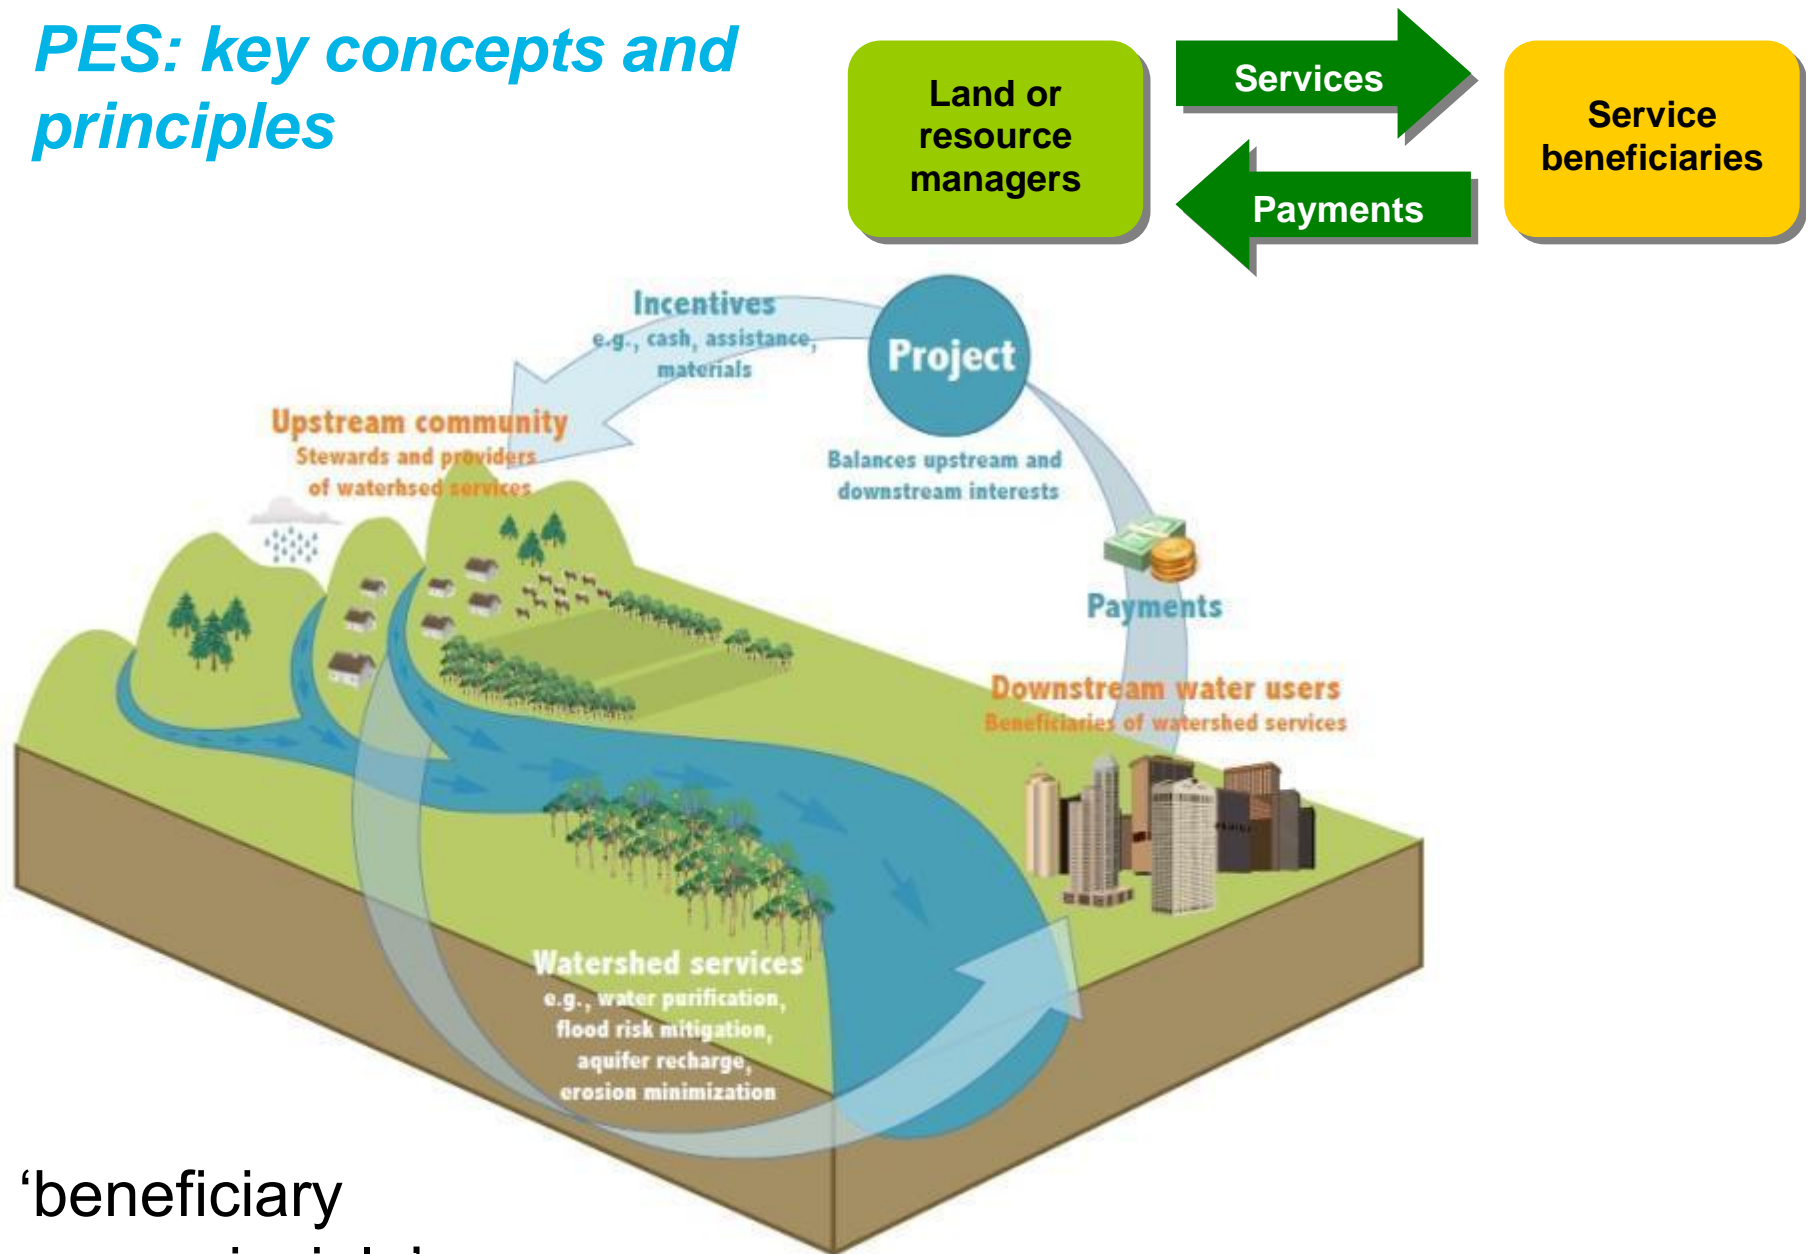 PES: key concepts and
principles
Land or
resource
managers
Services
Payments
Service
beneficiaries
Incentives
e.g., cash, assistance,
materials
Project
Balances upstream and
downstream interests
Upstream community
Stewards and providers
of waterhsed services
Payments
Downstream water users
Beneficiaries of watershed services
Watershed services
e.g., water purification,
flood risk mitigation,
aquifer recharge,
erosion minimization
‘beneficiary